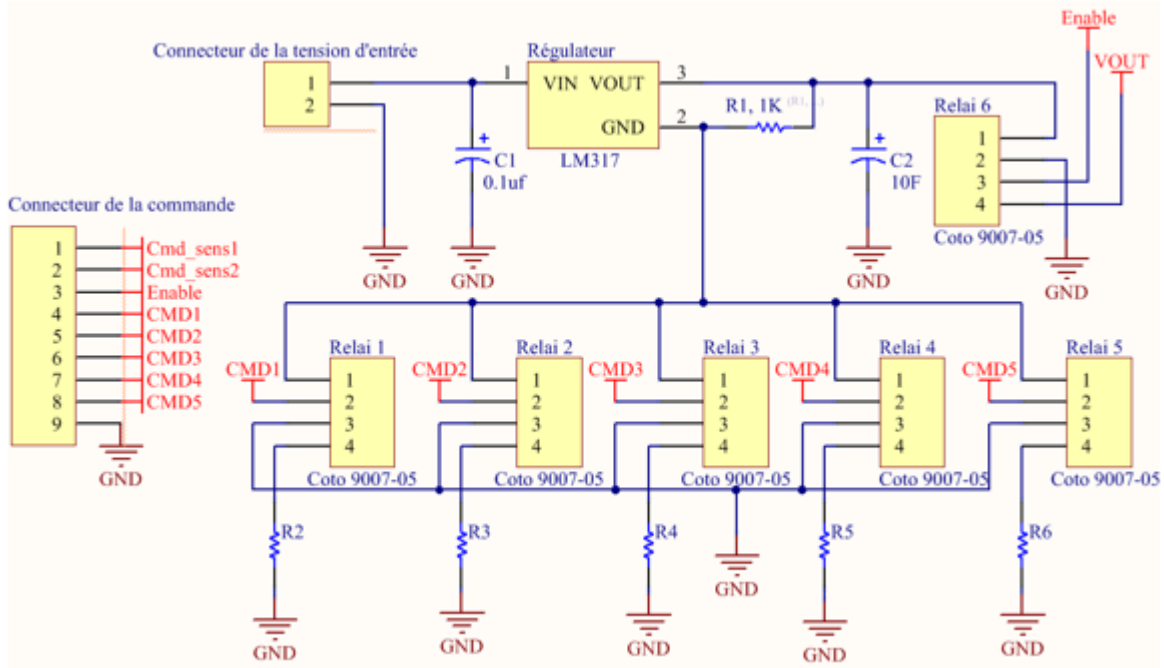 Enable
Connecteur de la tension d'entrée
Régulateur
VOUT
1
2
1
VIN VOUT
3
GND
2
LM317
R1, 1K
Relai 6
1
2
3
4
Coto 9007-05
C1
0.1uf
C2
10F
GND
GND
GND
GND
Connecteur de la commande
1 Cmd_sens1
2 Cmd_sens2
3 Enable
4 CMD1
5 CMD2
6 CMD3
7 CMD4
8 CMD5
9
GND
Relai 1
CMD1
1
2
3
4
Coto 9007-05
R2
GND
Relai 2
CMD2
1
2
3
4
Coto 9007-05
R3
GND
Relai 3
CMD3
1
2
3
4
Coto 9007-05
R4
GND
GND
Relai 4
CMD4
1
2
3
4
Coto 9007-05
R5
GND
Relai 5
CMD5
1
2
3
4
Coto 9007-05
R6
GND